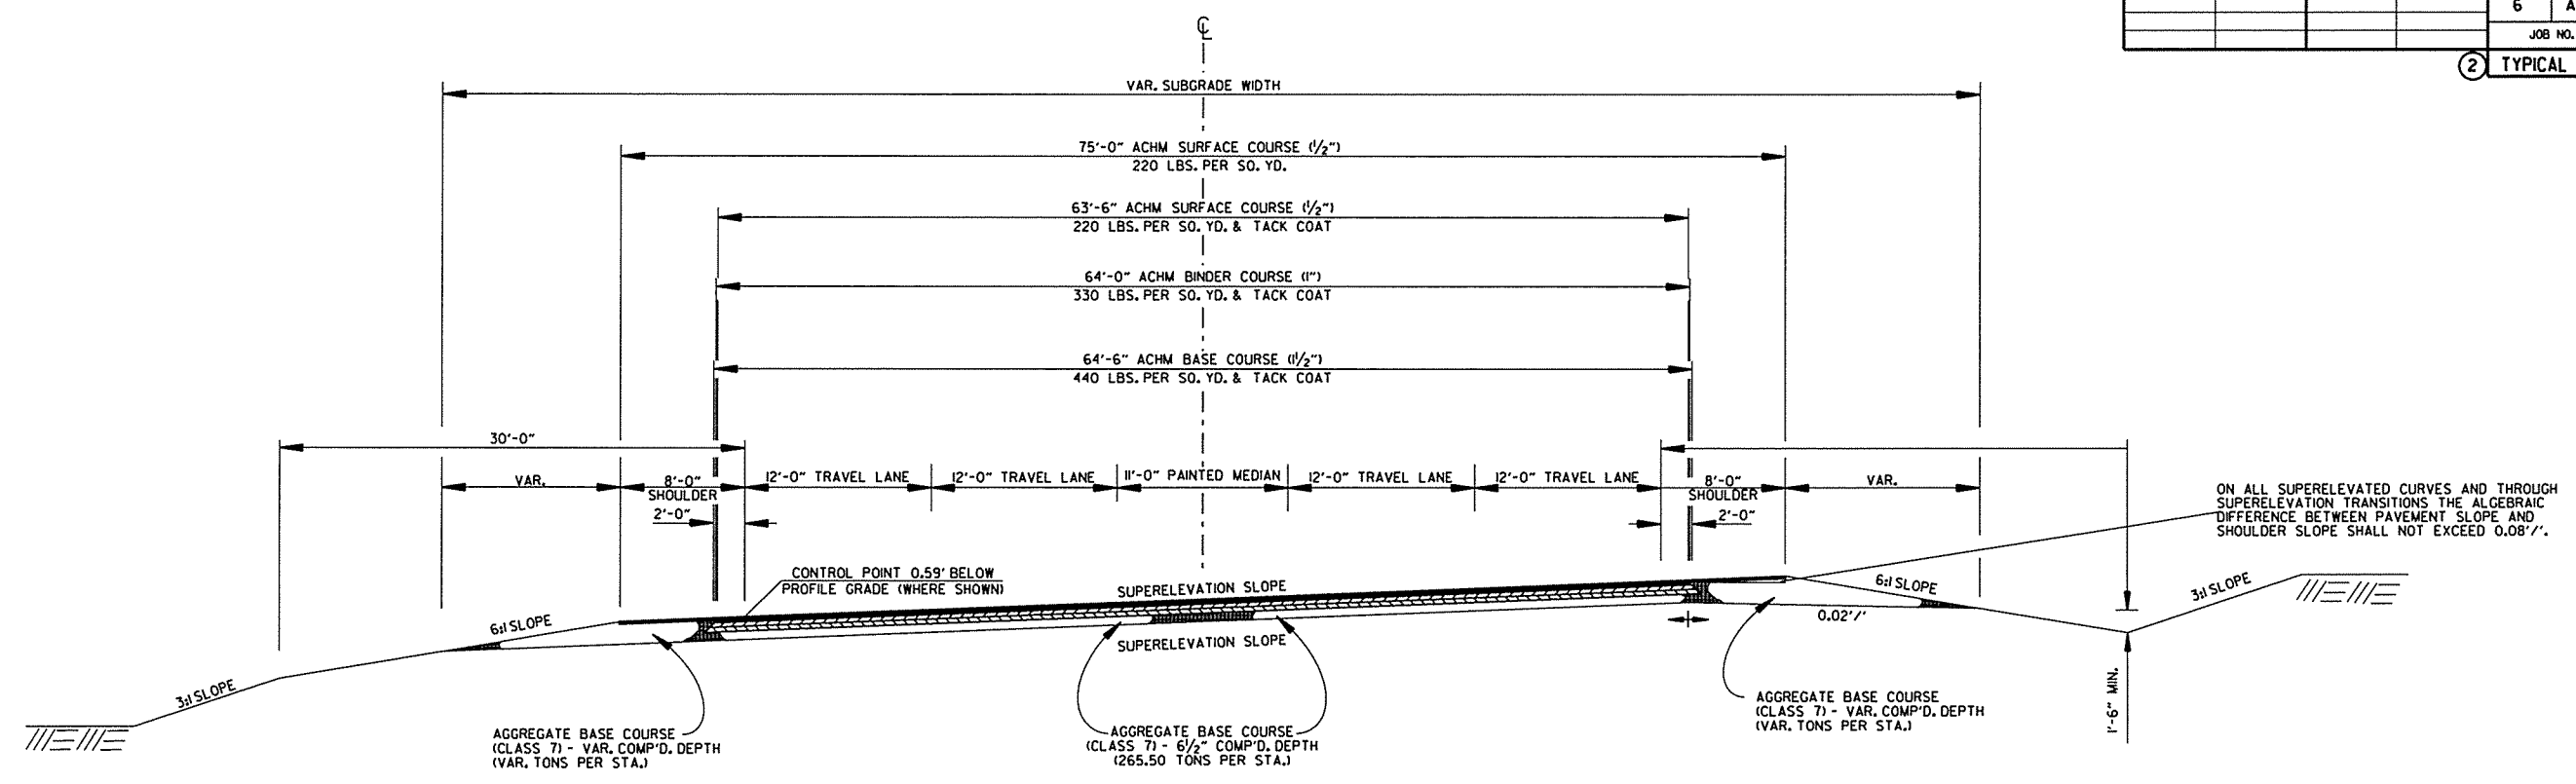 6 A
JOB NO.
2 TYPICAL
℄
VAR. SUBGRADE WIDTH
75'-0" ACHM SURFACE COURSE (1/2")
220 LBS. PER SQ. YD.
63'-6" ACHM SURFACE COURSE (1/2")
220 LBS. PER SQ. YD. & TACK COAT
64'-0" ACHM BINDER COURSE (1")
330 LBS. PER SQ. YD. & TACK COAT
64'-6" ACHM BASE COURSE (1 1/2")
440 LBS. PER SQ. YD. & TACK COAT
30'-0"
VAR.
8'-0"
SHOULDER
2'-0"
12'-0" TRAVEL LANE
12'-0" TRAVEL LANE
11'-0" PAINTED MEDIAN
12'-0" TRAVEL LANE
12'-0" TRAVEL LANE
8'-0"
SHOULDER
2'-0"
VAR.
ON ALL SUPERELEVATED CURVES AND THROUGH
SUPERELEVATION TRANSITIONS THE ALGEBRAIC
DIFFERENCE BETWEEN PAVEMENT SLOPE AND
SHOULDER SLOPE SHALL NOT EXCEED 0.08'/'.
CONTROL POINT 0.59' BELOW
PROFILE GRADE (WHERE SHOWN)
SUPERELEVATION SLOPE
SUPERELEVATION SLOPE
6:1 SLOPE
3:1 SLOPE
6:1 SLOPE
3:1 SLOPE
0.02'/'
1'-6" MIN.
AGGREGATE BASE COURSE
(CLASS 7) - VAR. COMP'D. DEPTH
(VAR. TONS PER STA.)
AGGREGATE BASE COURSE
(CLASS 7) - 6 1/2" COMP'D. DEPTH
(265.50 TONS PER STA.)
AGGREGATE BASE COURSE
(CLASS 7) - VAR. COMP'D. DEPTH
(VAR. TONS PER STA.)